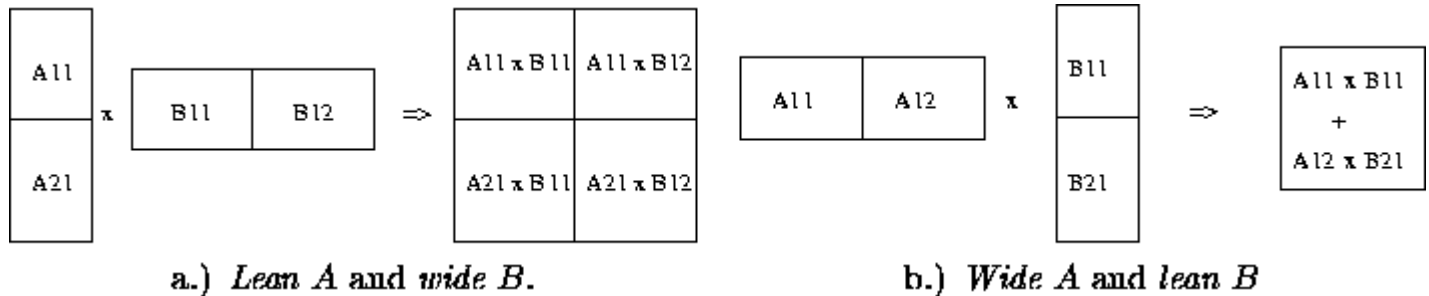 A11
x
B11 B12
⇒
A21
A11 x B11 A11 x B12
A21 x B11 A21 x B12
a.) Lean A and wide B.
A11 A12
x
B11
B21
⇒
A11 x B11
+
A12 x B21
b.) Wide A and lean B